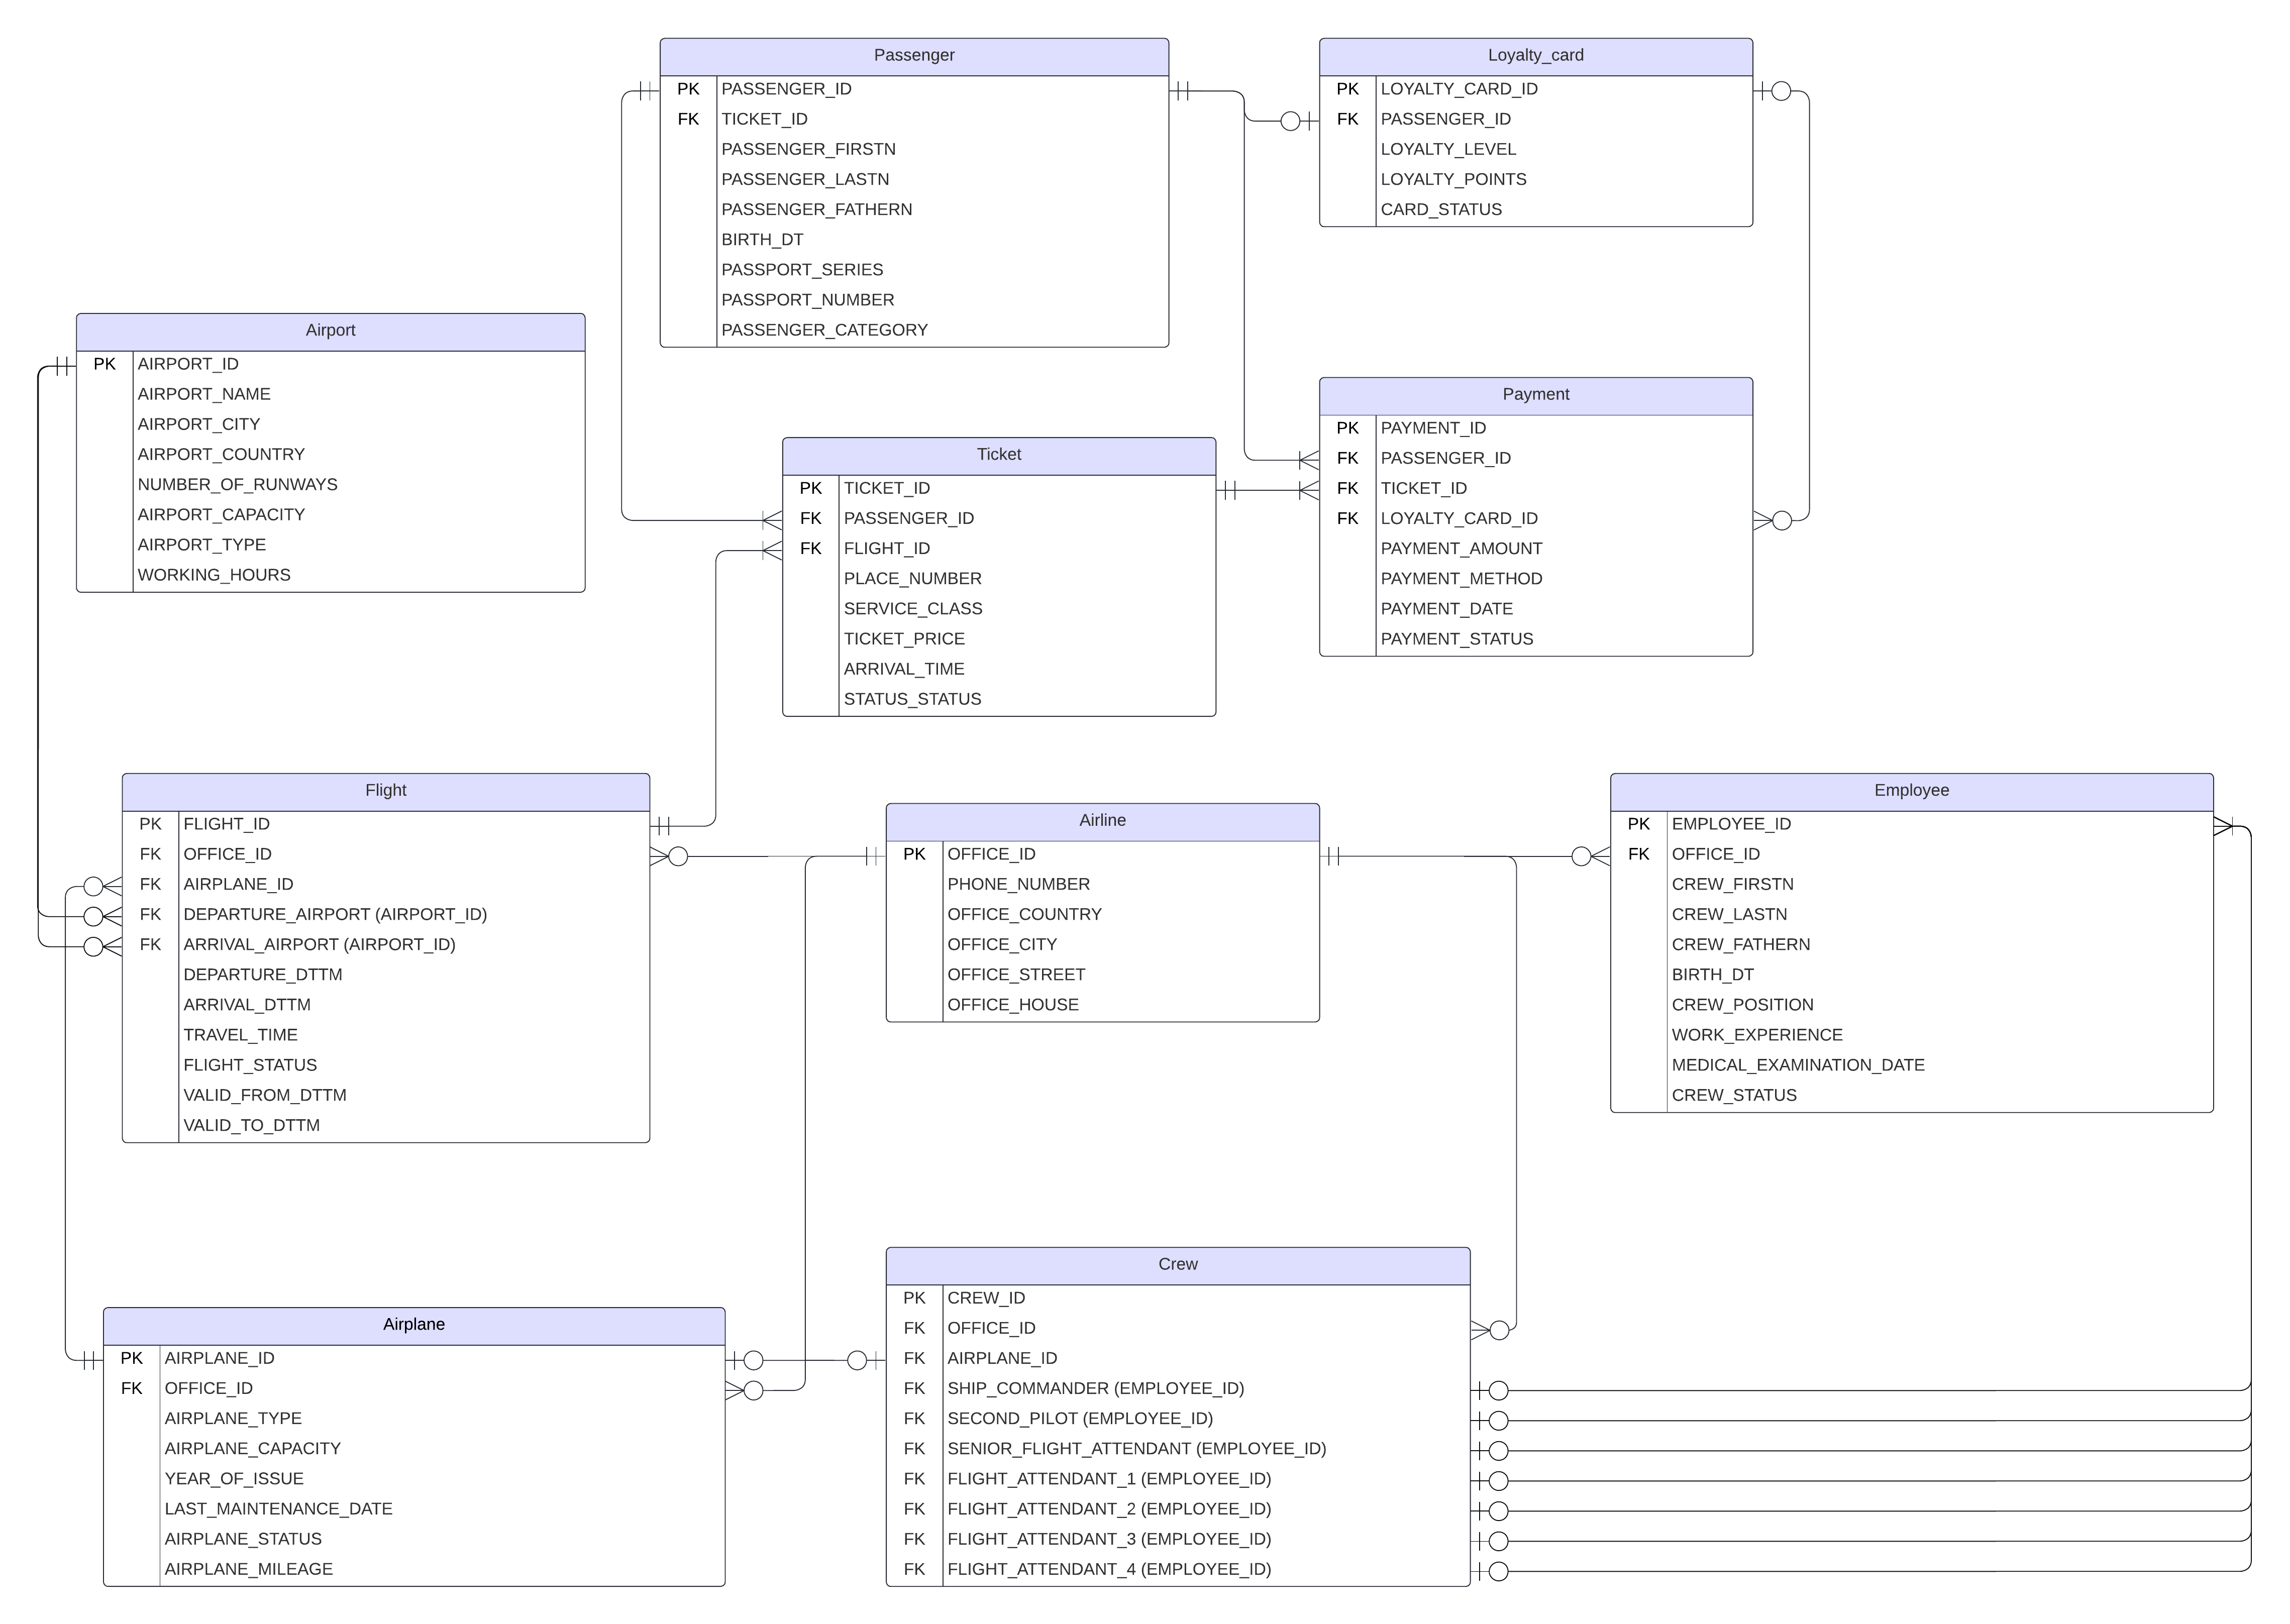 Passenger
PK PASSENGER_ID
FK TICKET_ID
PASSENGER_FIRSTN
PASSENGER_LASTN
PASSENGER_FATHERN
BIRTH_DT
PASSPORT_SERIES
PASSPORT_NUMBER
PASSENGER_CATEGORY
Loyalty_card
PK LOYALTY_CARD_ID
FK PASSENGER_ID
LOYALTY_LEVEL
LOYALTY_POINTS
CARD_STATUS
Airport
PK AIRPORT_ID
AIRPORT_NAME
AIRPORT_CITY
AIRPORT_COUNTRY
NUMBER_OF_RUNWAYS
AIRPORT_CAPACITY
AIRPORT_TYPE
WORKING_HOURS
Ticket
PK TICKET_ID
FK PASSENGER_ID
FK FLIGHT_ID
PLACE_NUMBER
SERVICE_CLASS
TICKET_PRICE
ARRIVAL_TIME
STATUS_STATUS
Payment
PK PAYMENT_ID
FK PASSENGER_ID
FK TICKET_ID
FK LOYALTY_CARD_ID
PAYMENT_AMOUNT
PAYMENT_METHOD
PAYMENT_DATE
PAYMENT_STATUS
Flight
PK FLIGHT_ID
FK OFFICE_ID
FK AIRPLANE_ID
FK DEPARTURE_AIRPORT (AIRPORT_ID)
FK ARRIVAL_AIRPORT (AIRPORT_ID)
DEPARTURE_DTTM
ARRIVAL_DTTM
TRAVEL_TIME
FLIGHT_STATUS
VALID_FROM_DTTM
VALID_TO_DTTM
Airline
PK OFFICE_ID
PHONE_NUMBER
OFFICE_COUNTRY
OFFICE_CITY
OFFICE_STREET
OFFICE_HOUSE
Employee
PK EMPLOYEE_ID
FK OFFICE_ID
CREW_FIRSTN
CREW_LASTN
CREW_FATHERN
BIRTH_DT
CREW_POSITION
WORK_EXPERIENCE
MEDICAL_EXAMINATION_DATE
CREW_STATUS
Airplane
PK AIRPLANE_ID
FK OFFICE_ID
AIRPLANE_TYPE
AIRPLANE_CAPACITY
YEAR_OF_ISSUE
LAST_MAINTENANCE_DATE
AIRPLANE_STATUS
AIRPLANE_MILEAGE
Crew
PK CREW_ID
FK OFFICE_ID
FK AIRPLANE_ID
FK SHIP_COMMANDER (EMPLOYEE_ID)
FK SECOND_PILOT (EMPLOYEE_ID)
FK SENIOR_FLIGHT_ATTENDANT (EMPLOYEE_ID)
FK FLIGHT_ATTENDANT_1 (EMPLOYEE_ID)
FK FLIGHT_ATTENDANT_2 (EMPLOYEE_ID)
FK FLIGHT_ATTENDANT_3 (EMPLOYEE_ID)
FK FLIGHT_ATTENDANT_4 (EMPLOYEE_ID)